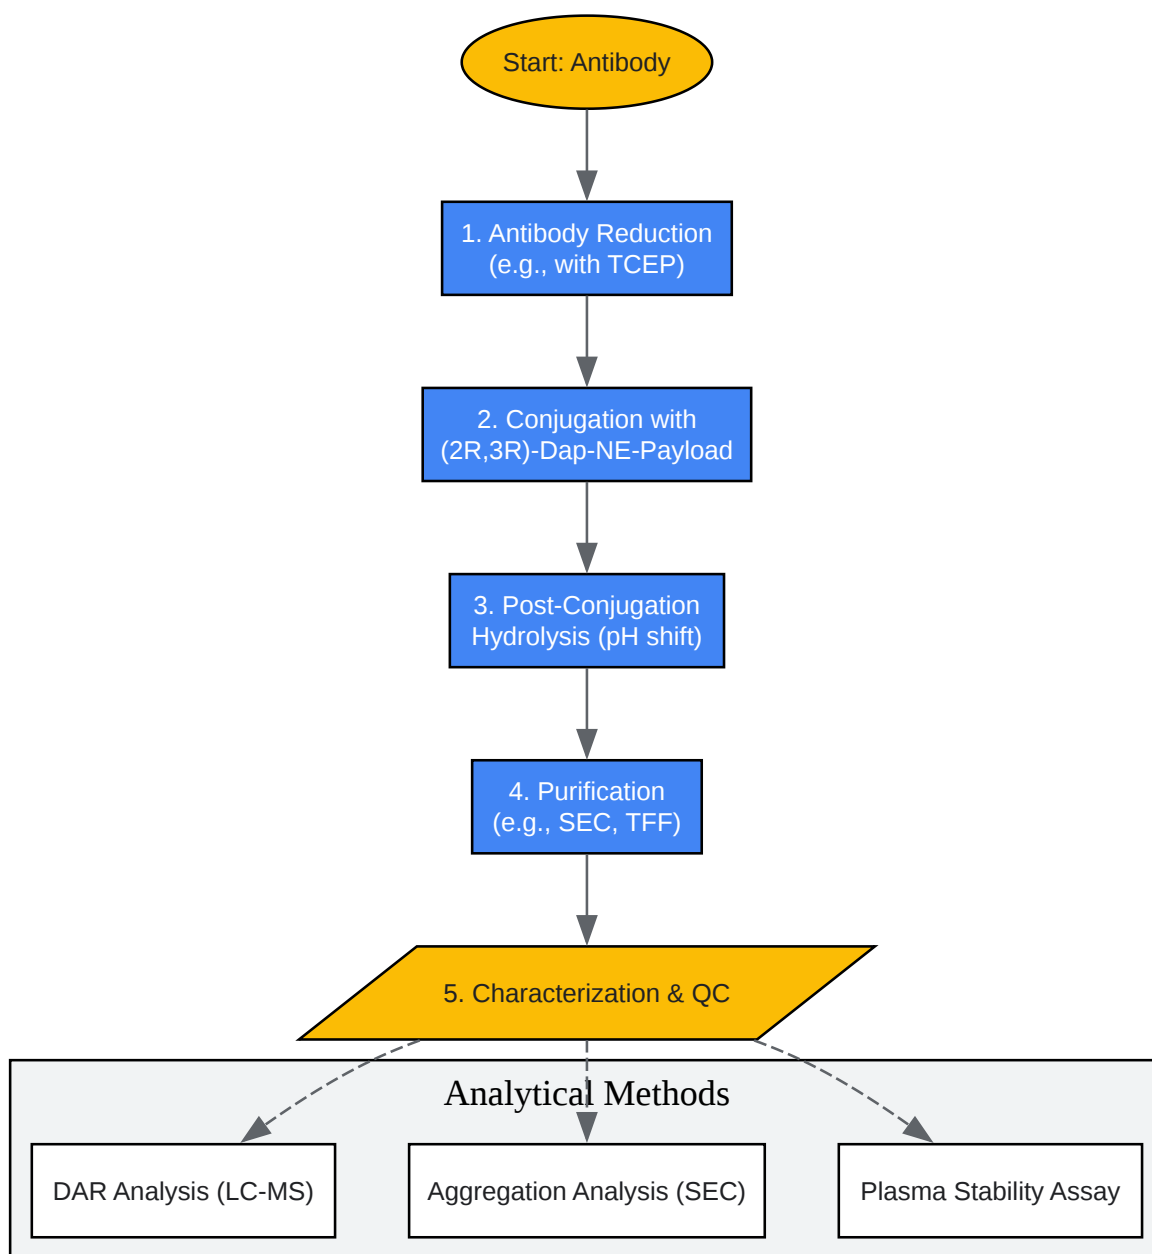 Start: Antibody
1. Antibody Reduction
(e.g., with TCEP)
2. Conjugation with
(2R,3R)-Dap-NE-Payload
3. Post-Conjugation
Hydrolysis (pH shift)
4. Purification
(e.g., SEC, TFF)
5. Characterization & QC
Analytical Methods
DAR Analysis (LC-MS)
Aggregation Analysis (SEC)
Plasma Stability Assay